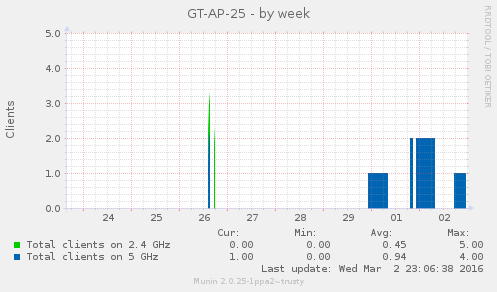 GT-AP-25 - by week
RRDTOOL / TOBI OETIKER
Clients
5.0
4.0
3.0
2.0
1.0
0.0
24 25 26 27 28 29 01 02
Cur: Min: Avg: Max:
Total clients on 2.4 GHz 0.00 0.00 0.45 5.00
Total clients on 5 GHz 1.00 0.00 0.94 4.00
Last update: Wed Mar 2 23:06:38 2016
Munin 2.0.25-1ppa2~trusty